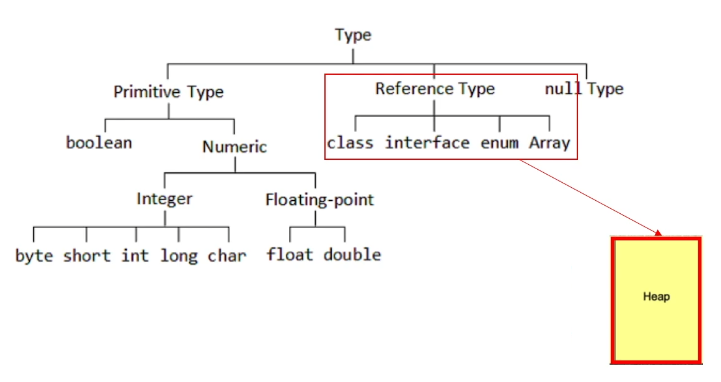 Type
Primitive Type Reference Type null Type
boolean Numeric class interface enum Array
Integer Floating-point
byte short int long char float double
Heap